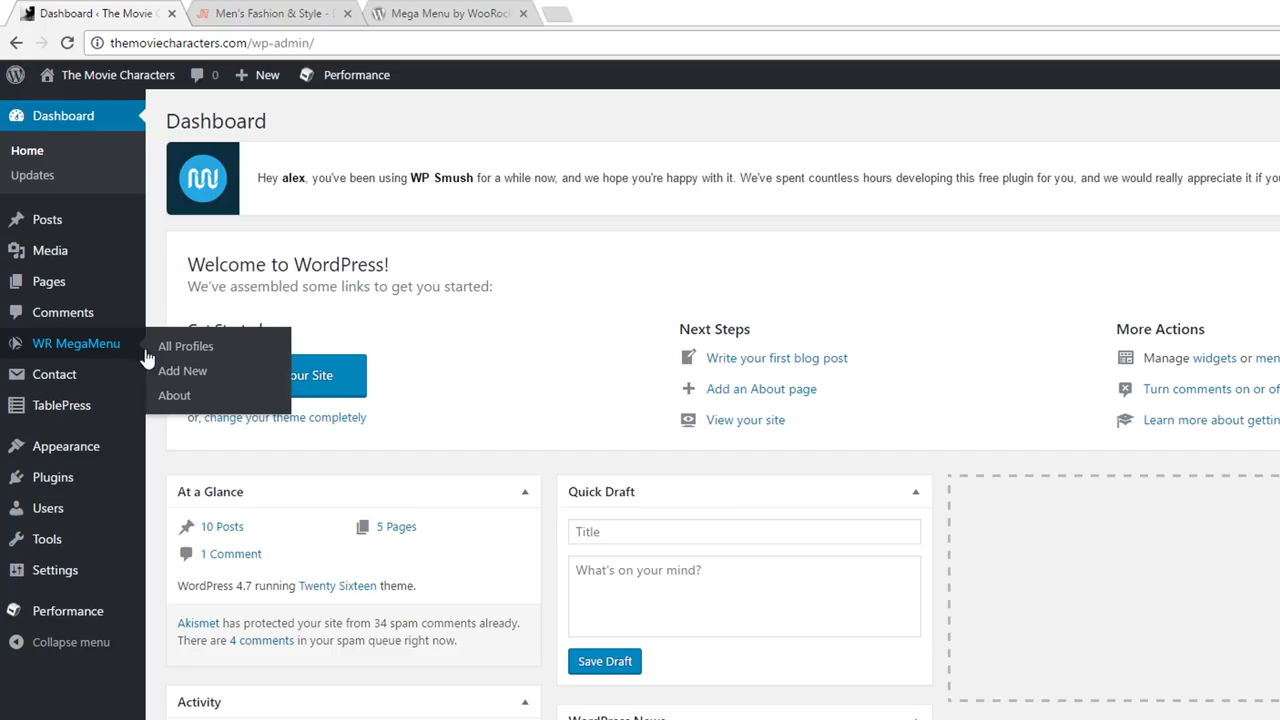 Dashboard ‹ The Movie C
Men's Fashion & Style -
Mega Menu by WooRoc
themoviecharacters.com/wp-admin/
The Movie Characters
0
New
Performance
Dashboard
Home
Updates
Posts
Media
Pages
Comments
WR MegaMenu
Contact
TablePress
Appearance
Plugins
Users
Tools
Settings
Performance
Collapse menu
All Profiles
Add New
About
Dashboard
Hey alex, you've been using WP Smush for a while now, and we hope you're happy with it. We've spent countless hours developing this free plugin for you, and we would really appreciate it if you
Welcome to WordPress!
We've assembled some links to get you started:
our Site
or, change your theme completely
Next Steps
Write your first blog post
Add an About page
View your site
More Actions
Manage widgets or men
Turn comments on or of
Learn more about gettin
At a Glance
10 Posts
5 Pages
1 Comment
WordPress 4.7 running Twenty Sixteen theme.
Akismet has protected your site from 34 spam comments already.
There are 4 comments in your spam queue right now.
Activity
Quick Draft
Title
What's on your mind?
Save Draft
WordPress News